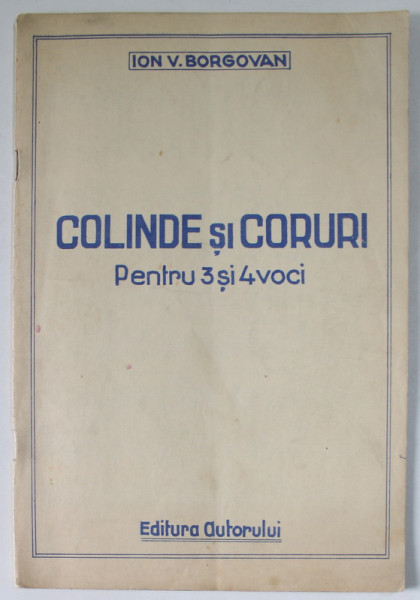 ION V. BORGOVAN
COLINDE ȘI CORURI
Pentru 3 și 4 voci
Editura Autorului